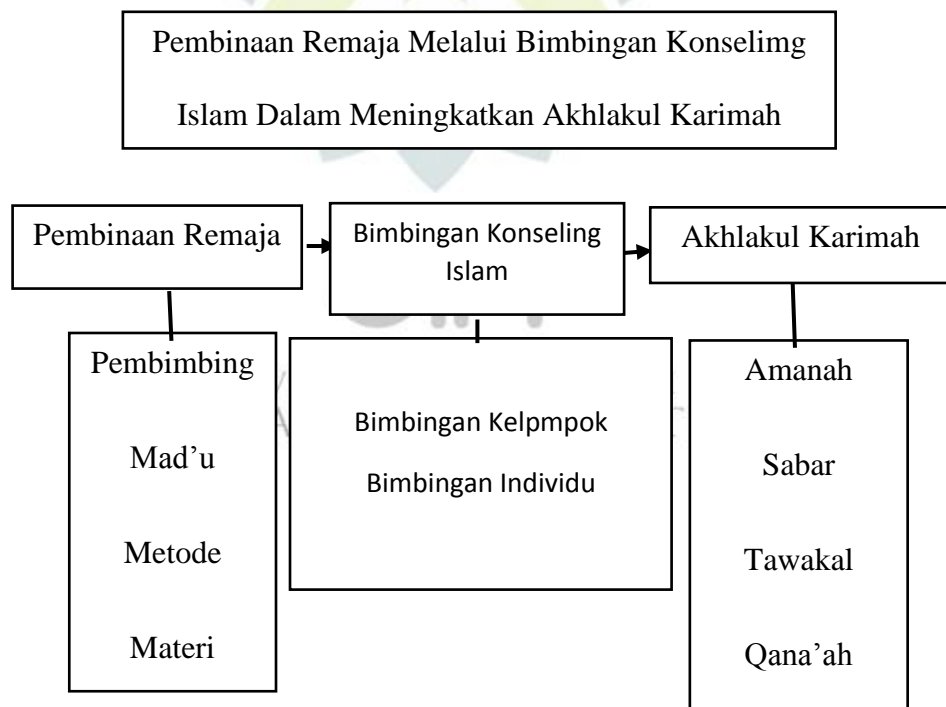 Pembinaan Remaja Melalui Bimbingan Konselimg
Islam Dalam Meningkatkan Akhlakul Karimah
Pembinaan Remaja
Bimbingan Konseling
Islam
Akhlakul Karimah
Pembimbing
Mad'u
Metode
Materi
Bimbingan Kelpmpok
Bimbingan Individu
Amanah
Sabar
Tawakal
Qana'ah